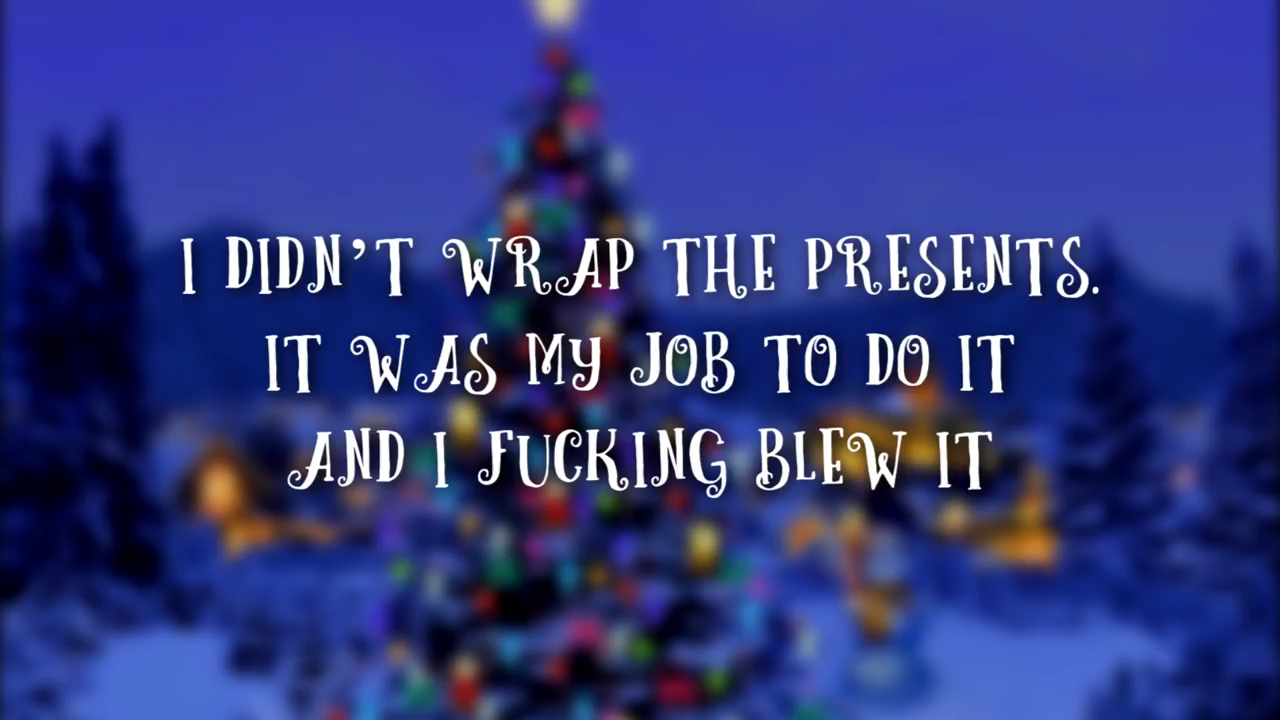 I DIDN'T WRAP THE PRESENTS.
IT WAS MY JOB TO DO IT
AND I FUCKING BLEW IT